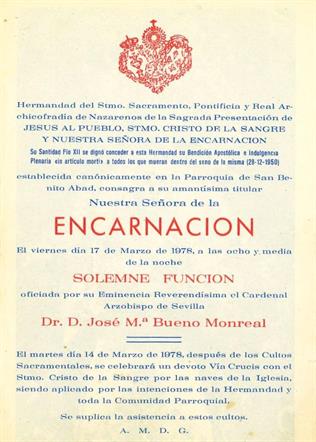 Hermandad del Stmo. Sacramento, Pontificia y Real Ar-
chicofradia de Nazarenos de la Sagrada Presentación de
JESUS AL PUEBLO, STMO. CRISTO DE LA SANGRE
Y NUESTRA SEÑORA DE LA ENCARNACION
Su Santidad Pío XII se dignó conceder a esta Hermandad su Bendición Apostólica e Indulgencia
Plenaria «in artículo mortí» a todos los que mueran dentro del seno de la misma (28-12-1950)
establecida canónicamente en la Parroquia de San Be-
nito Abad, consagra a su amantísima titular
Nuestra Señora de la
ENCARNACION
El viernes día 17 de Marzo de 1978, a las ocho y media
de la noche
SOLEMNE FUNCION
oficiada por su Eminencia Reverendísima el Cardenal
Arzobispo de Sevilla
Dr. D. José M.ª Bueno Monreal
El martes día 14 de Marzo de 1978, después de los Cultos
Sacramentales, se celebrará un devoto Vía Crucis con el
Stmo. Cristo de la Sangre por las naves de la Iglesia,
siendo aplicado por las intenciones de la Hermandad y
toda la Comunidad Parroquial.
Se suplica la asistencia a estos cultos.
A. M. D. G.